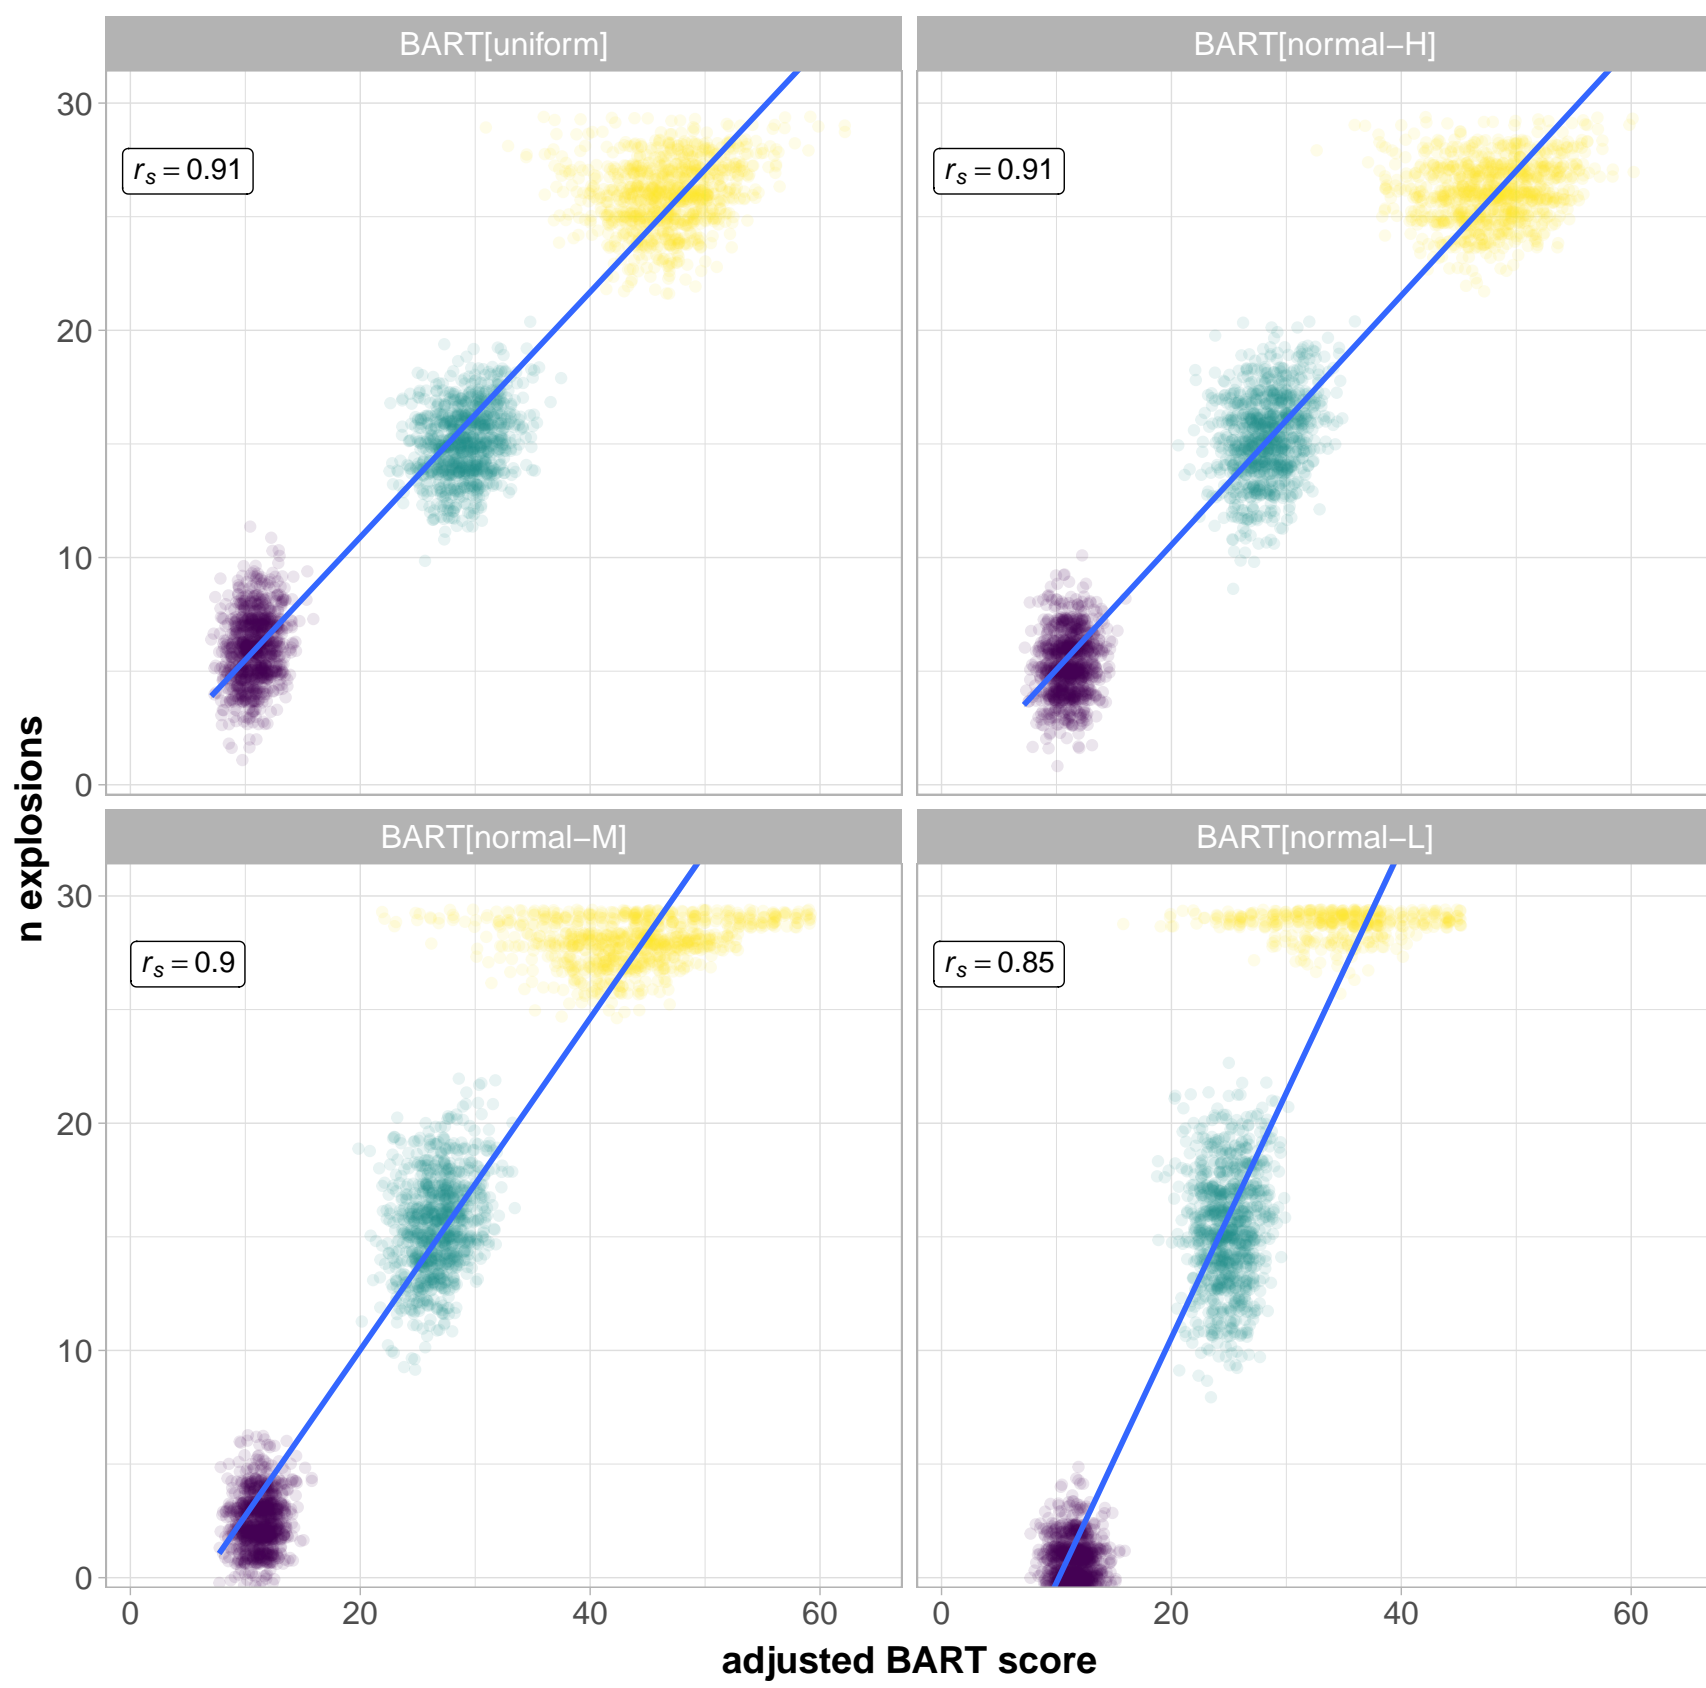 BART[uniform]
BART[normal−H]
30
20
10
0
r_s = 0.91
r_s = 0.91
BART[normal−M]
BART[normal−L]
30
20
10
0
r_s = 0.9
r_s = 0.85
0 20 40 60
0 20 40 60
n explosions
adjusted BART score